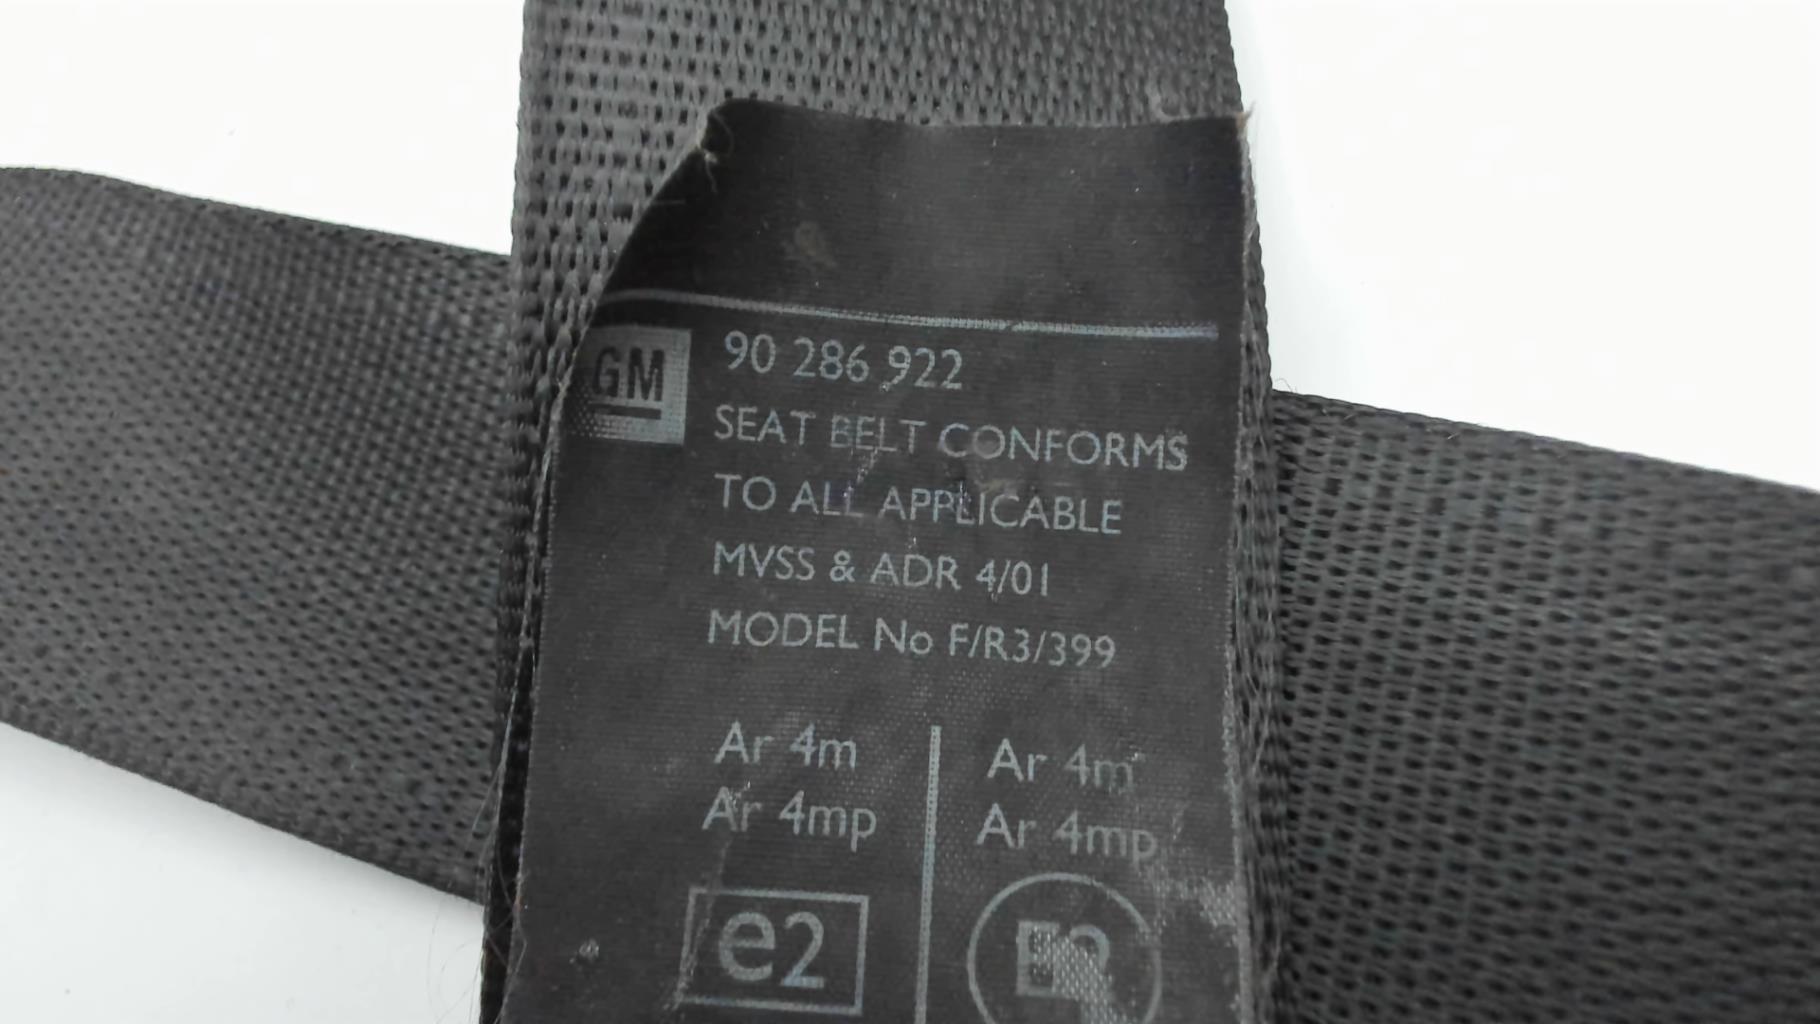 GM
90 286 922
SEAT BELT CONFORMS
TO ALL APPLICABLE
MVSS & ADR 4/01
MODEL No F/R3/399
Ar 4m
Ar 4mp
e2
Ar 4m
Ar 4mp
E2